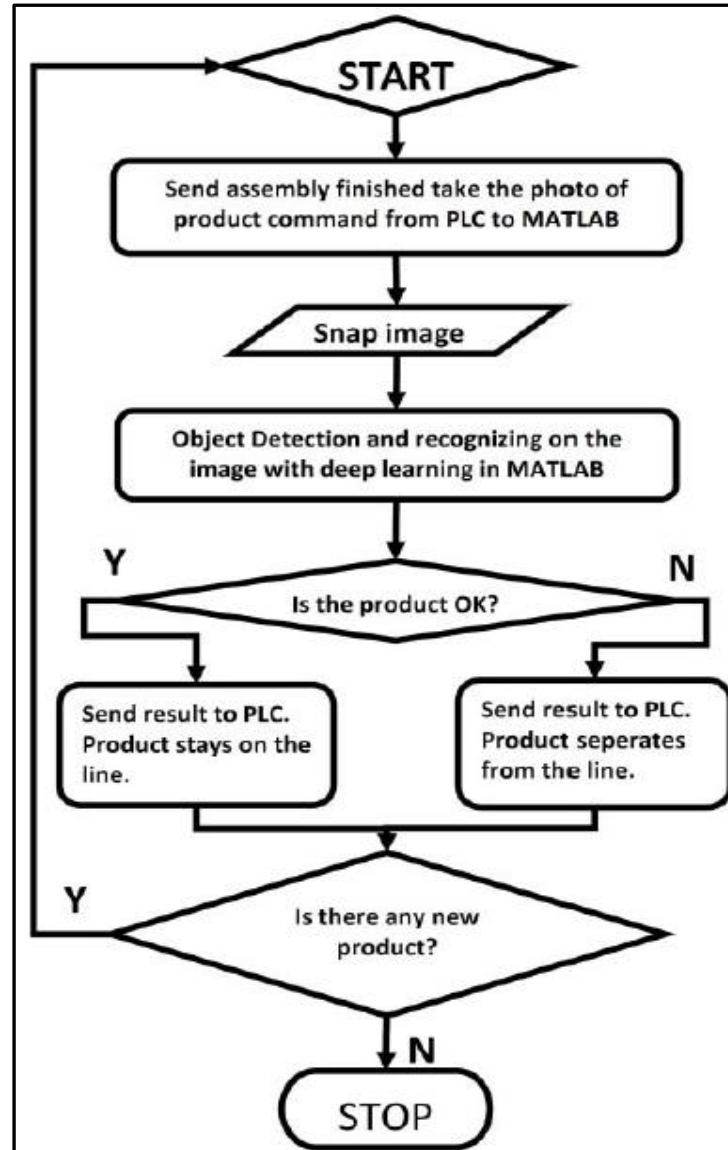 START
Send assembly finished take the photo of
product command from PLC to MATLAB
Snap image
Object Detection and recognizing on the
image with deep learning in MATLAB
Y
N
Is the product OK?
Send result to PLC.
Product stays on the
line.
Send result to PLC.
Product seperates
from the line.
Y
Is there any new
product?
N
STOP